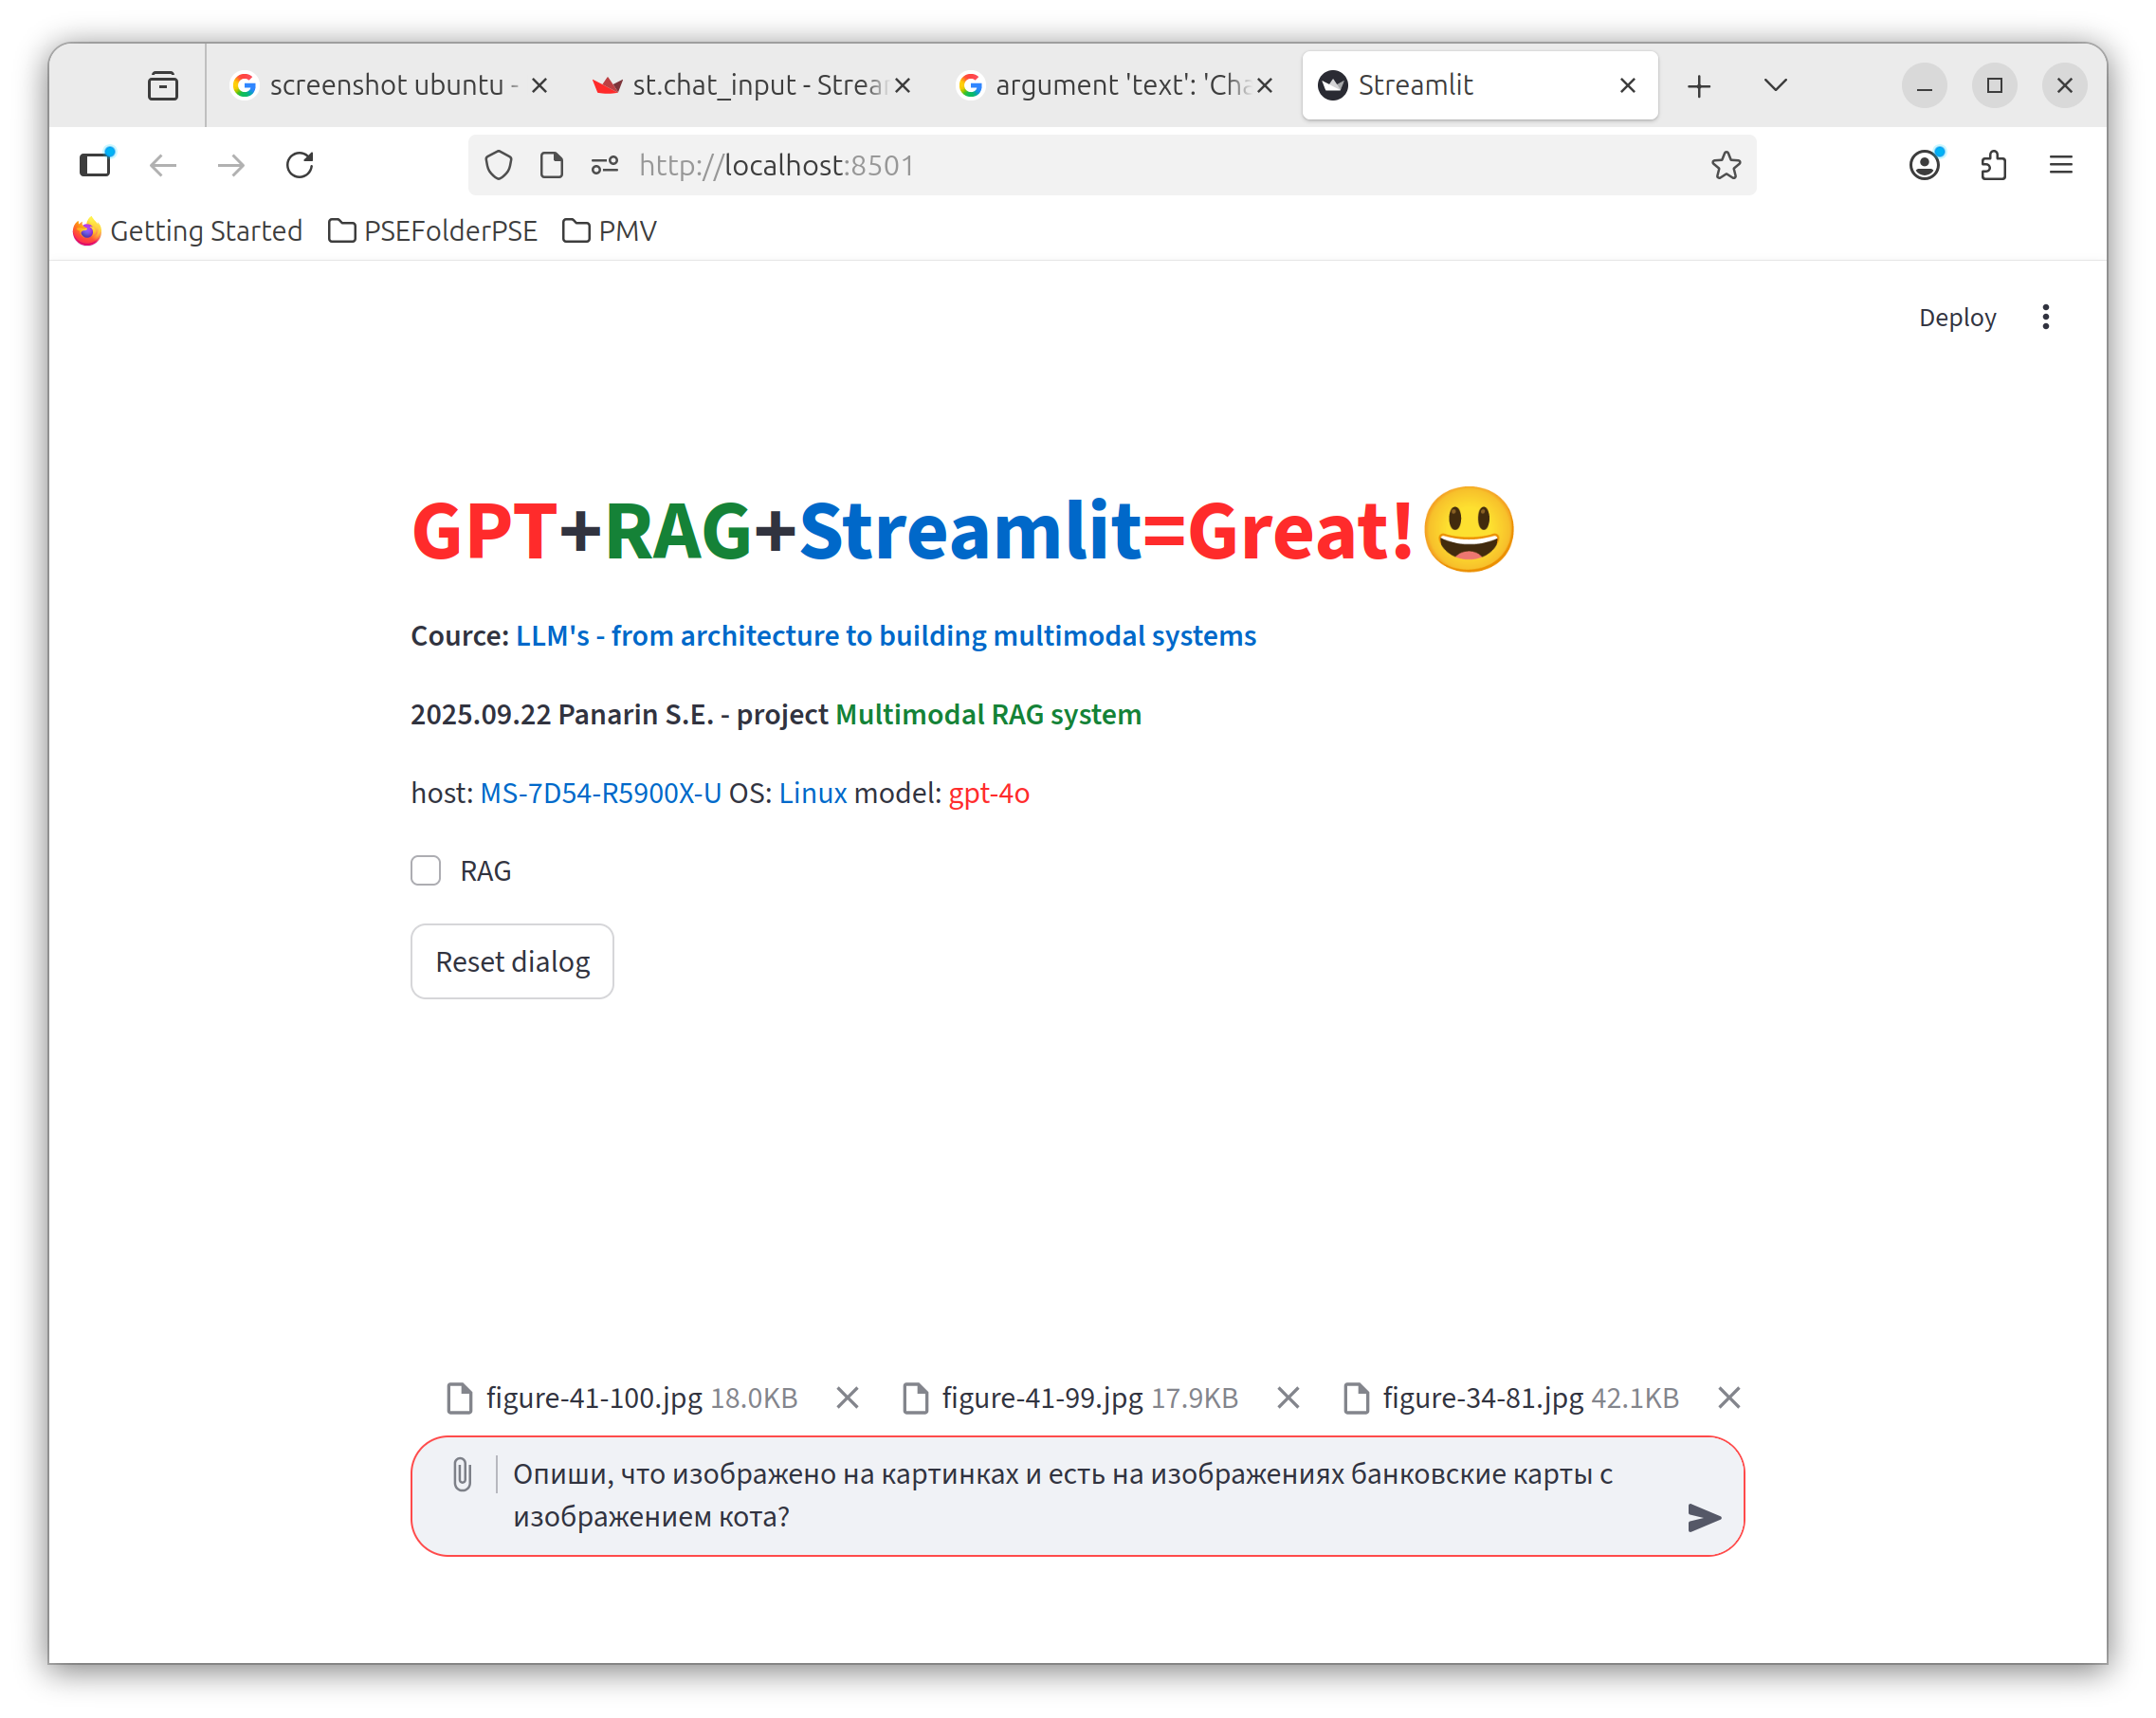 screenshot ubuntu -
st.chat_input - Strea
argument 'text': 'Cha
Streamlit
http://localhost:8501
Getting Started
PSEFolderPSE
PMV
Deploy
GPT+RAG+Streamlit=Great!😃
Cource: LLM's - from architecture to building multimodal systems
2025.09.22 Panarin S.E. - project Multimodal RAG system
host: MS-7D54-R5900X-U OS: Linux model: gpt-4o
RAG
Reset dialog
figure-41-100.jpg 18.0KB
figure-41-99.jpg 17.9KB
figure-34-81.jpg 42.1KB
Опиши, что изображено на картинках и есть на изображениях банковские карты с
изображением кота?